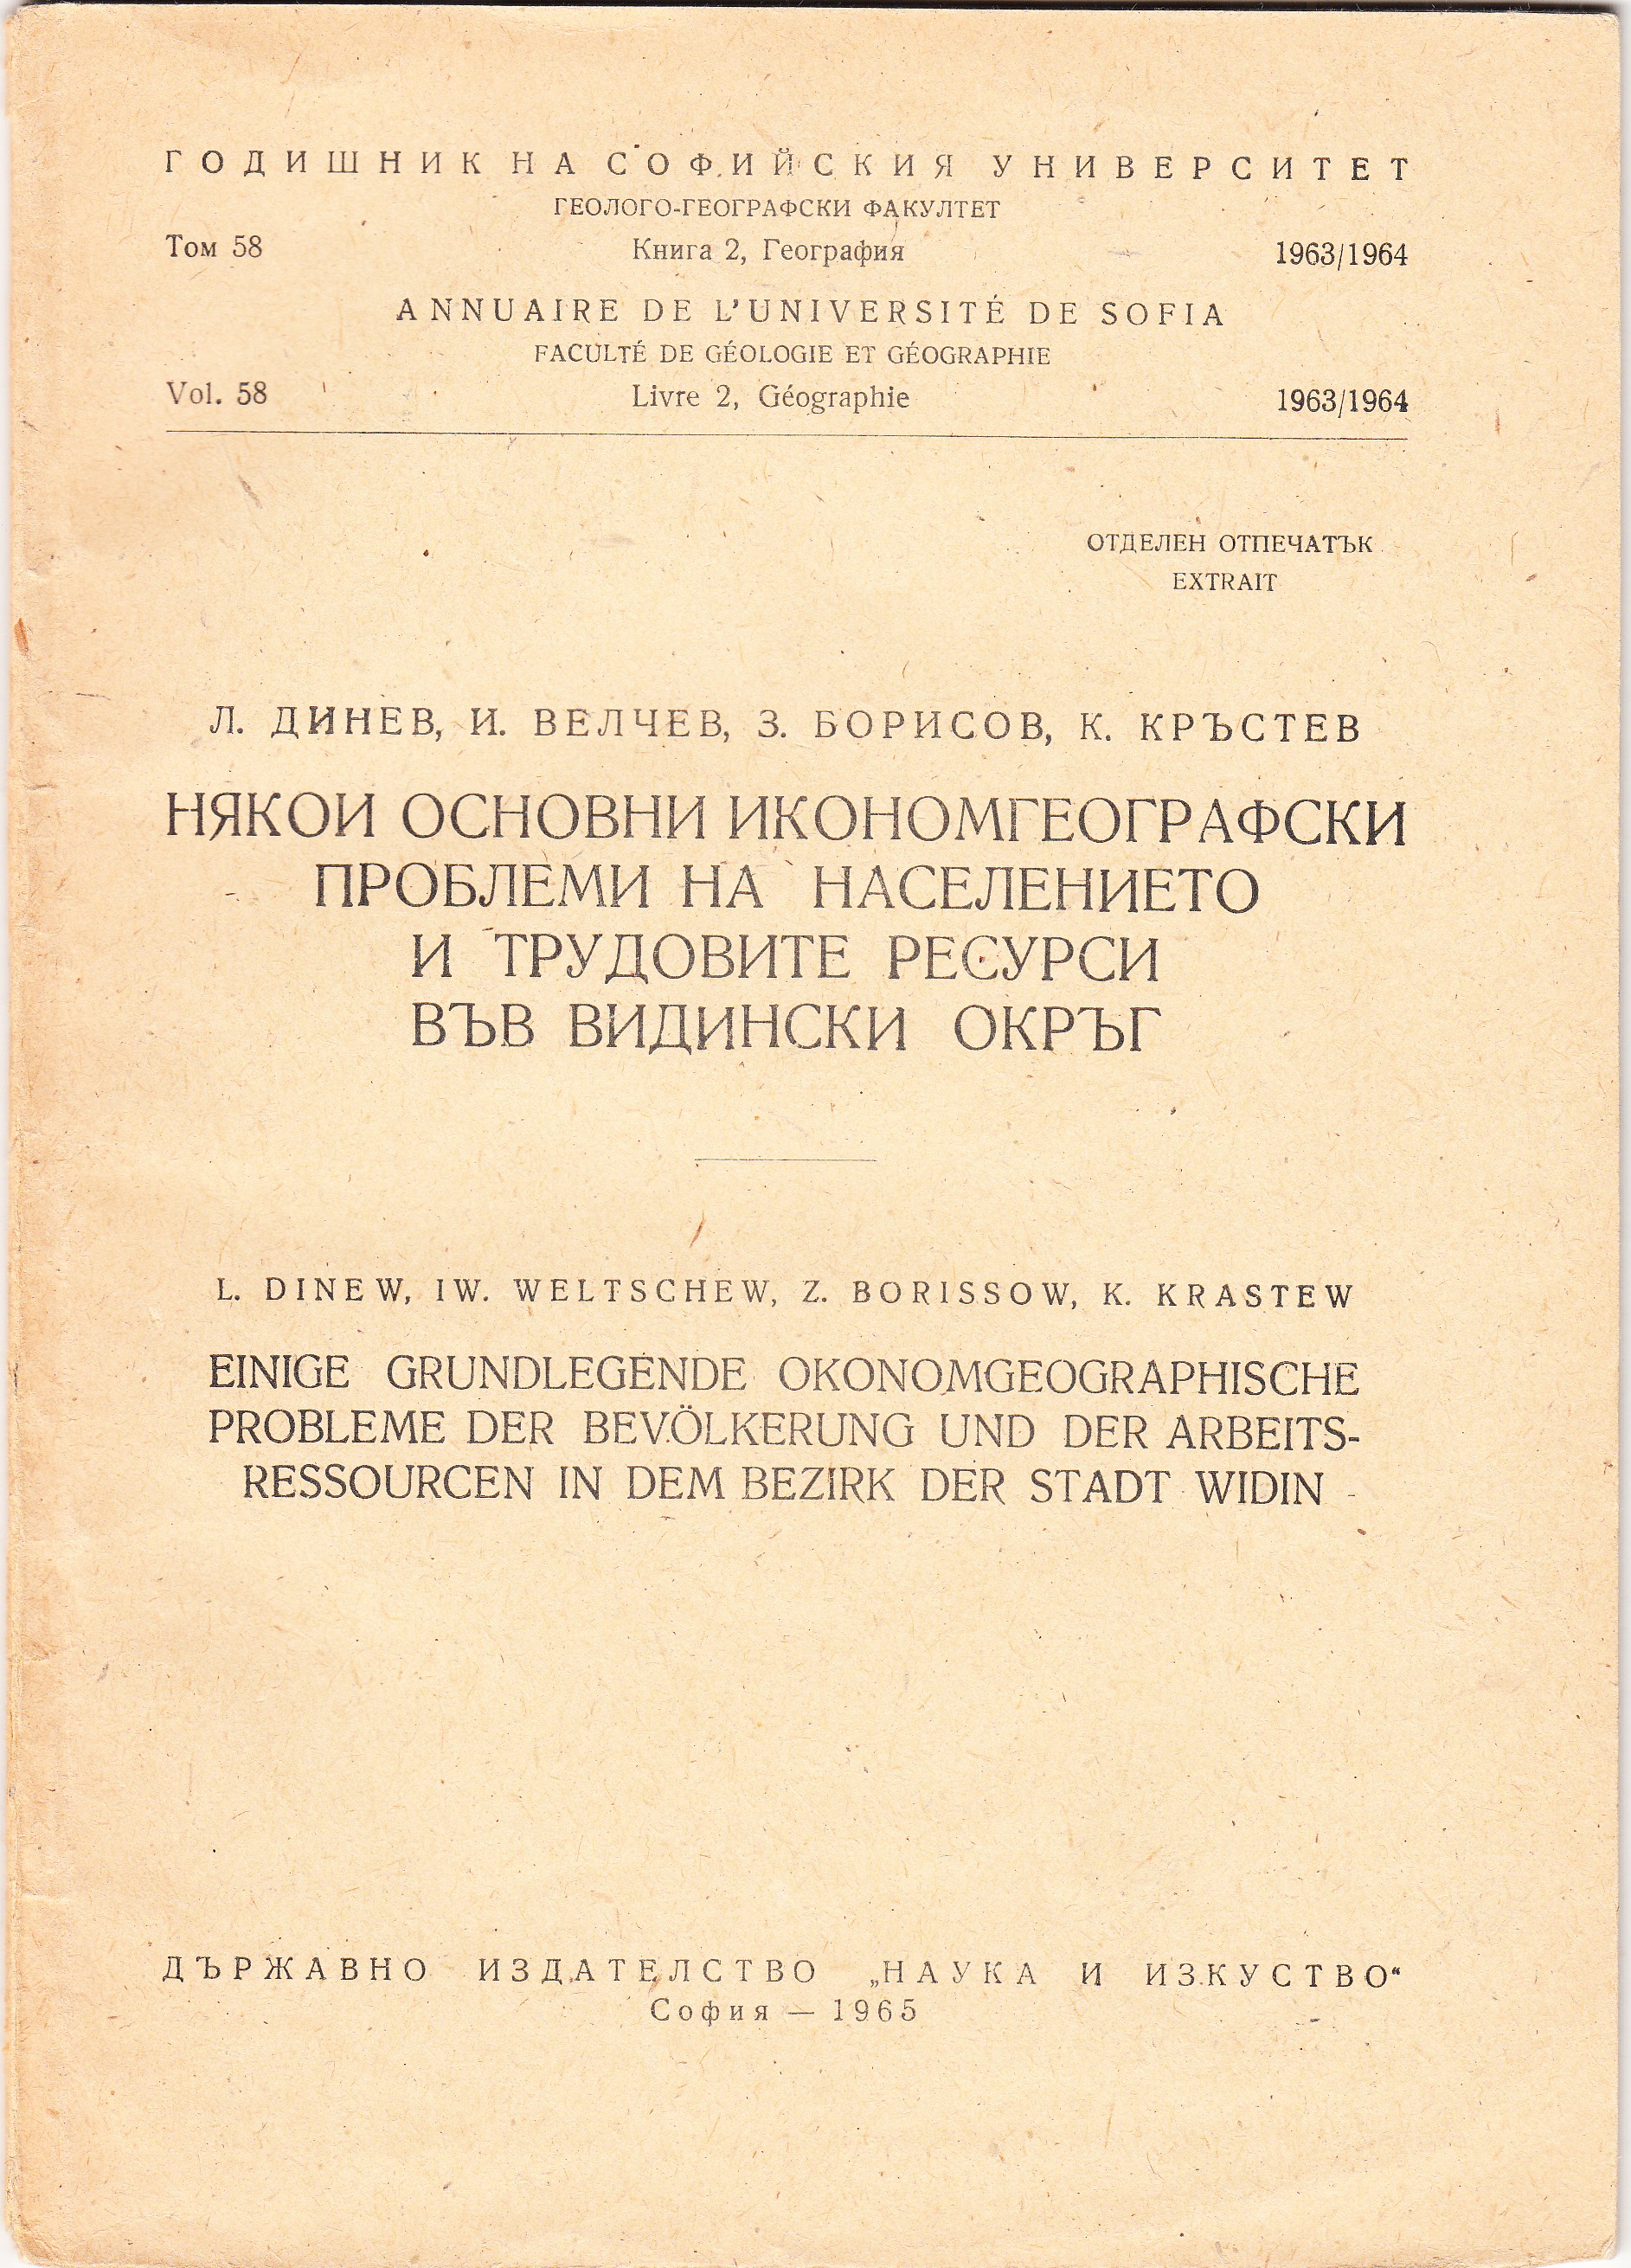 ГОДИШНИК НА СОФИЙСКИЯ УНИВЕРСИТЕТ
ГЕОЛОГО-ГЕОГРАФСКИ ФАКУЛТЕТ
Том 58 Книга 2, География 1963/1964
ANNUAIRE DE L'UNIVERSITÉ DE SOFIA
FACULTÉ DE GÉOLOGIE ET GÉOGRAPHIE
Vol. 58 Livre 2, Géographie 1963/1964
ОТДЕЛЕН ОТПЕЧАТЪК
EXTRAIT
Л. ДИНЕВ, И. ВЕЛЧЕВ, З. БОРИСОВ, К. КРЪСТЕВ
НЯКОИ ОСНОВНИ ИКОНОМГЕОГРАФСКИ
ПРОБЛЕМИ НА НАСЕЛЕНИЕТО
И ТРУДОВИТЕ РЕСУРСИ
ВЪВ ВИДИНСКИ ОКРЪГ
L. DINEW, IW. WELTSCHEW, Z. BORISSOW, K. KRASTEW
EINIGE GRUNDLEGENDE OKONOMGEOGRAPHISCHE
PROBLEME DER BEVÖLKERUNG UND DER ARBEITS-
RESSOURCEN IN DEM BEZIRK DER STADT WIDIN
ДЪРЖАВНО ИЗДАТЕЛСТВО „НАУКА И ИЗКУСТВО“
София — 1965